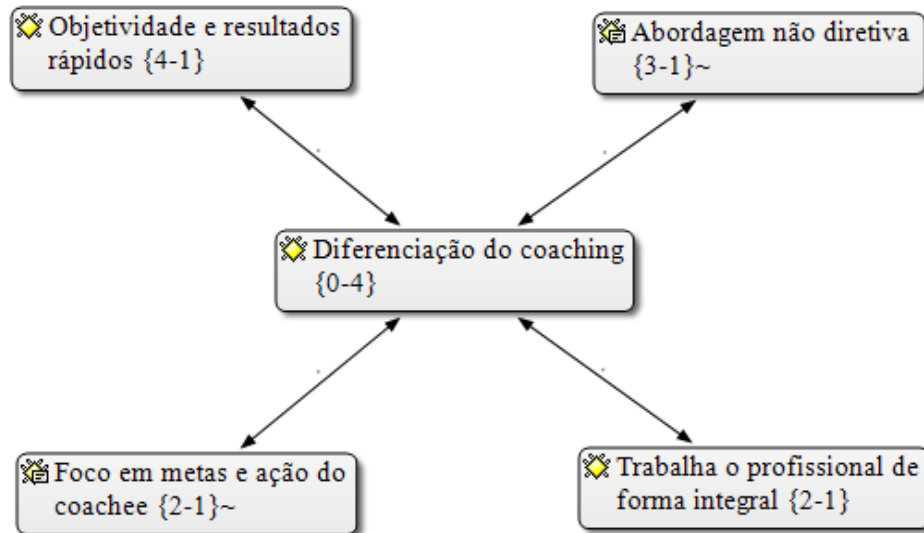 Objetividade e resultados
rápidos {4-1}
Abordagem não diretiva
{3-1}~
Diferenciação do coaching
{0-4}
Foco em metas e ação do
coachee {2-1}~
Trabalha o profissional de
forma integral {2-1}